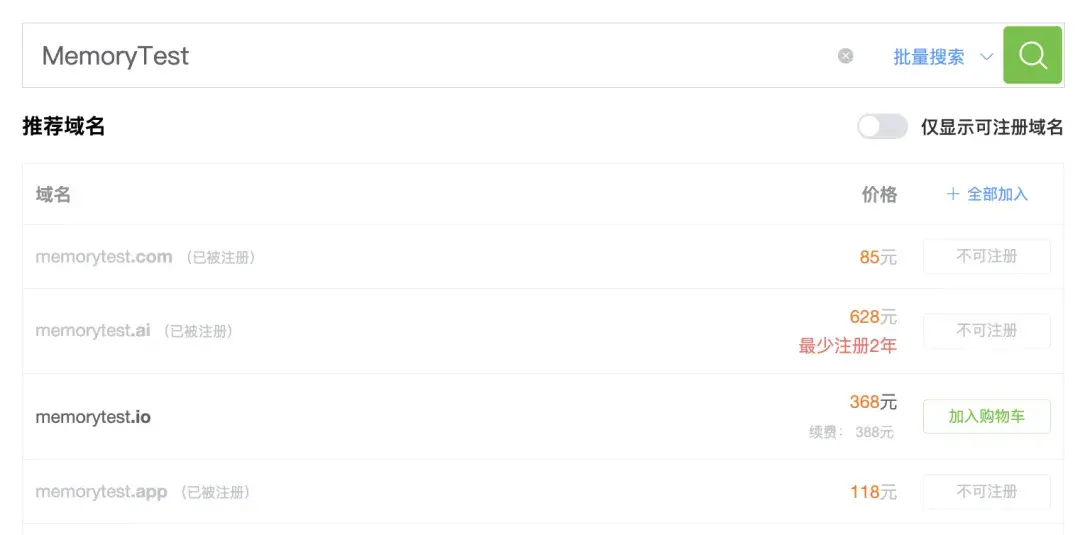 MemoryTest 批量搜索
推荐域名 仅显示可注册域名
域名 价格 + 全部加入
memorytest.com （已被注册） 85元 不可注册
memorytest.ai （已被注册） 628元 不可注册
最少注册2年
memorytest.io 368元 加入购物车
续费： 388元
memorytest.app （已被注册） 118元 不可注册